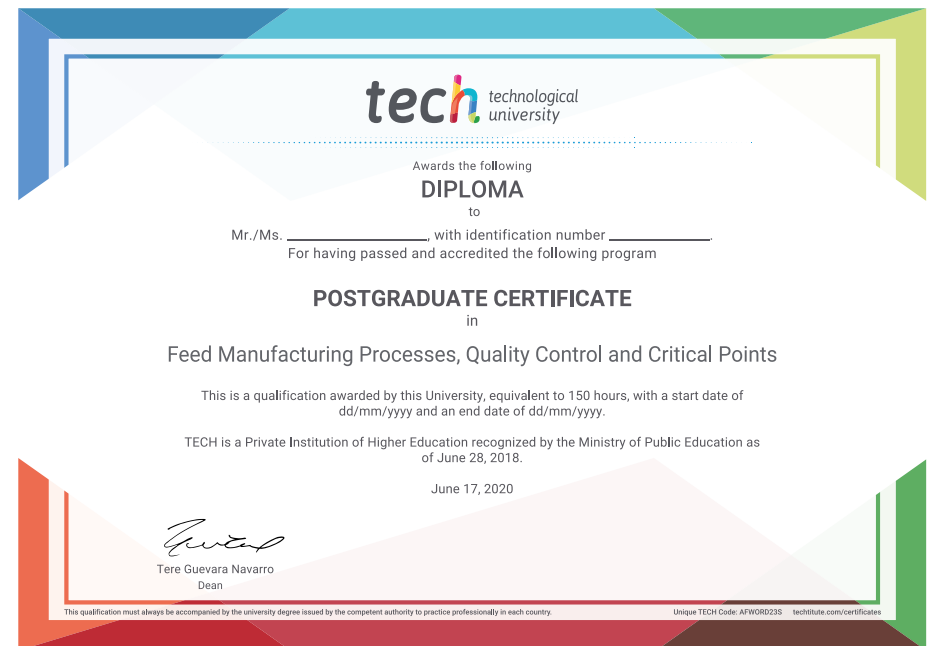 tech technological
university
Awards the following
DIPLOMA
to
Mr./Ms. ____________, with identification number ____________.
For having passed and accredited the following program
POSTGRADUATE CERTIFICATE
in
Feed Manufacturing Processes, Quality Control and Critical Points
This is a qualification awarded by this University, equivalent to 150 hours, with a start date of
dd/mm/yyyy and an end date of dd/mm/yyyy.
TECH is a Private Institution of Higher Education recognized by the Ministry of Public Education as
of June 28, 2018.
June 17, 2020
Tere Guevara Navarro
Dean
This qualification must always be accompanied by the university degree issued by the competent authority to practice professionally in each country. Unique TECH Code: AFWORD23S techtitute.com/certificates